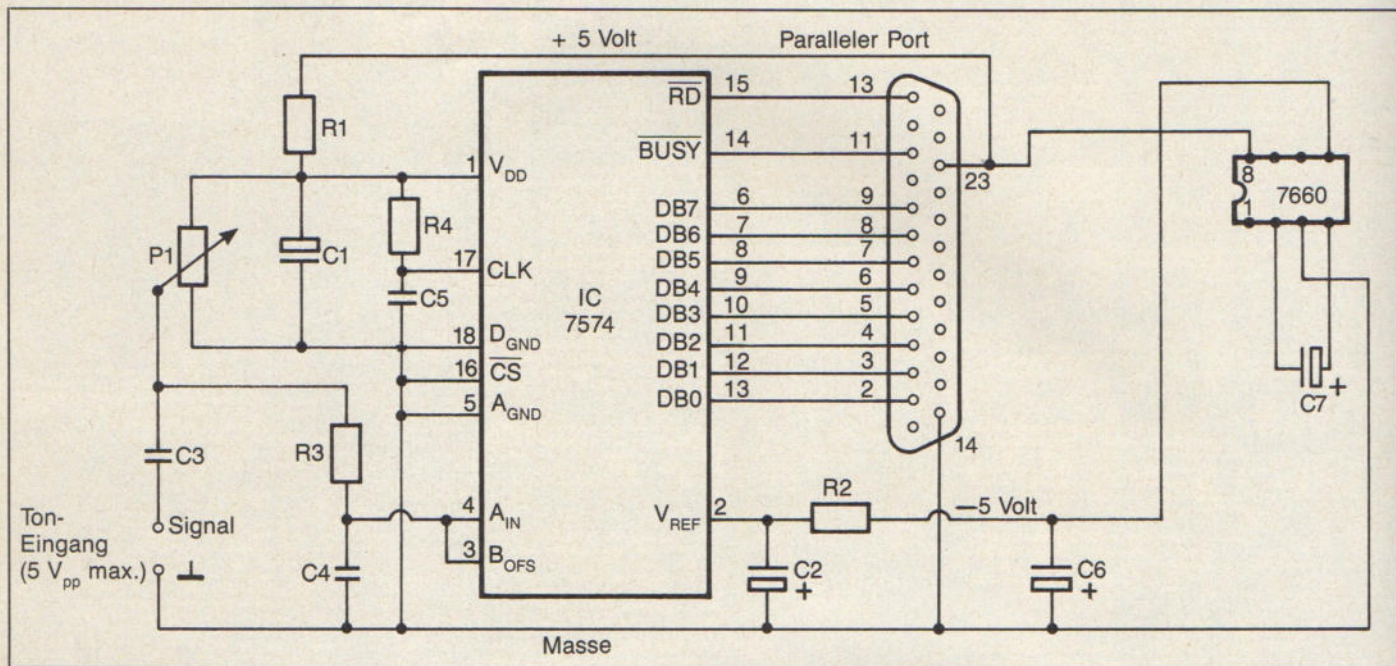 + 5 Volt
Paralleler Port
R1
P1
C1
R4
C5
C3
R3
C4
Ton-
Eingang
(5 Vpp max.)
Signal
1 VDD
17 CLK
18 DGND
16 CS
5 AGND
4 AIN
3 BOFS
IC
7574
RD 15 13
BUSY 14 11
DB7 6 9
DB6 7 8
DB5 8 7
DB4 9 6
DB3 10 5
DB2 11 4
DB1 12 3
DB0 13 2
VREF 2
23
14
R2
—5 Volt
C2 +
C6 +
8
1
7660
C7 +
Masse